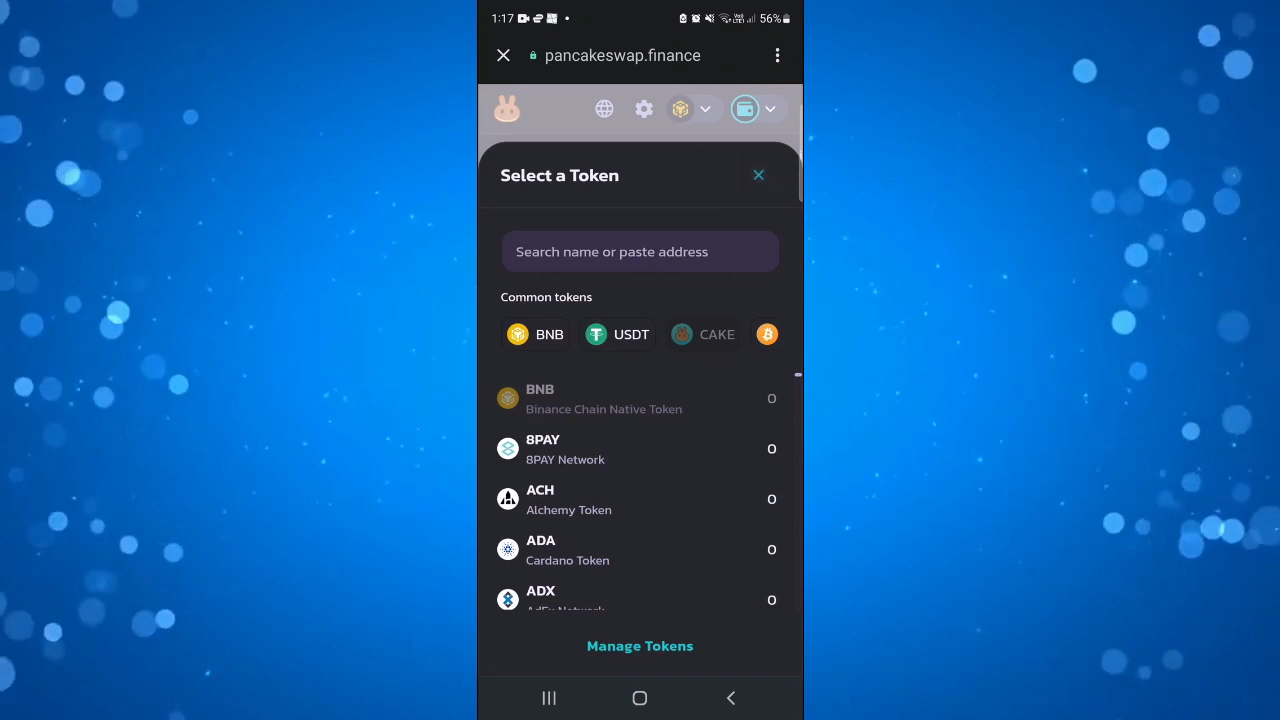 1:17
56%
pancakeswap.finance
Select a Token
Search name or paste address
Common tokens
BNB USDT CAKE
BNB 0
Binance Chain Native Token
8PAY 0
8PAY Network
ACH 0
Alchemy Token
ADA 0
Cardano Token
ADX 0
AdEx Network
Manage Tokens